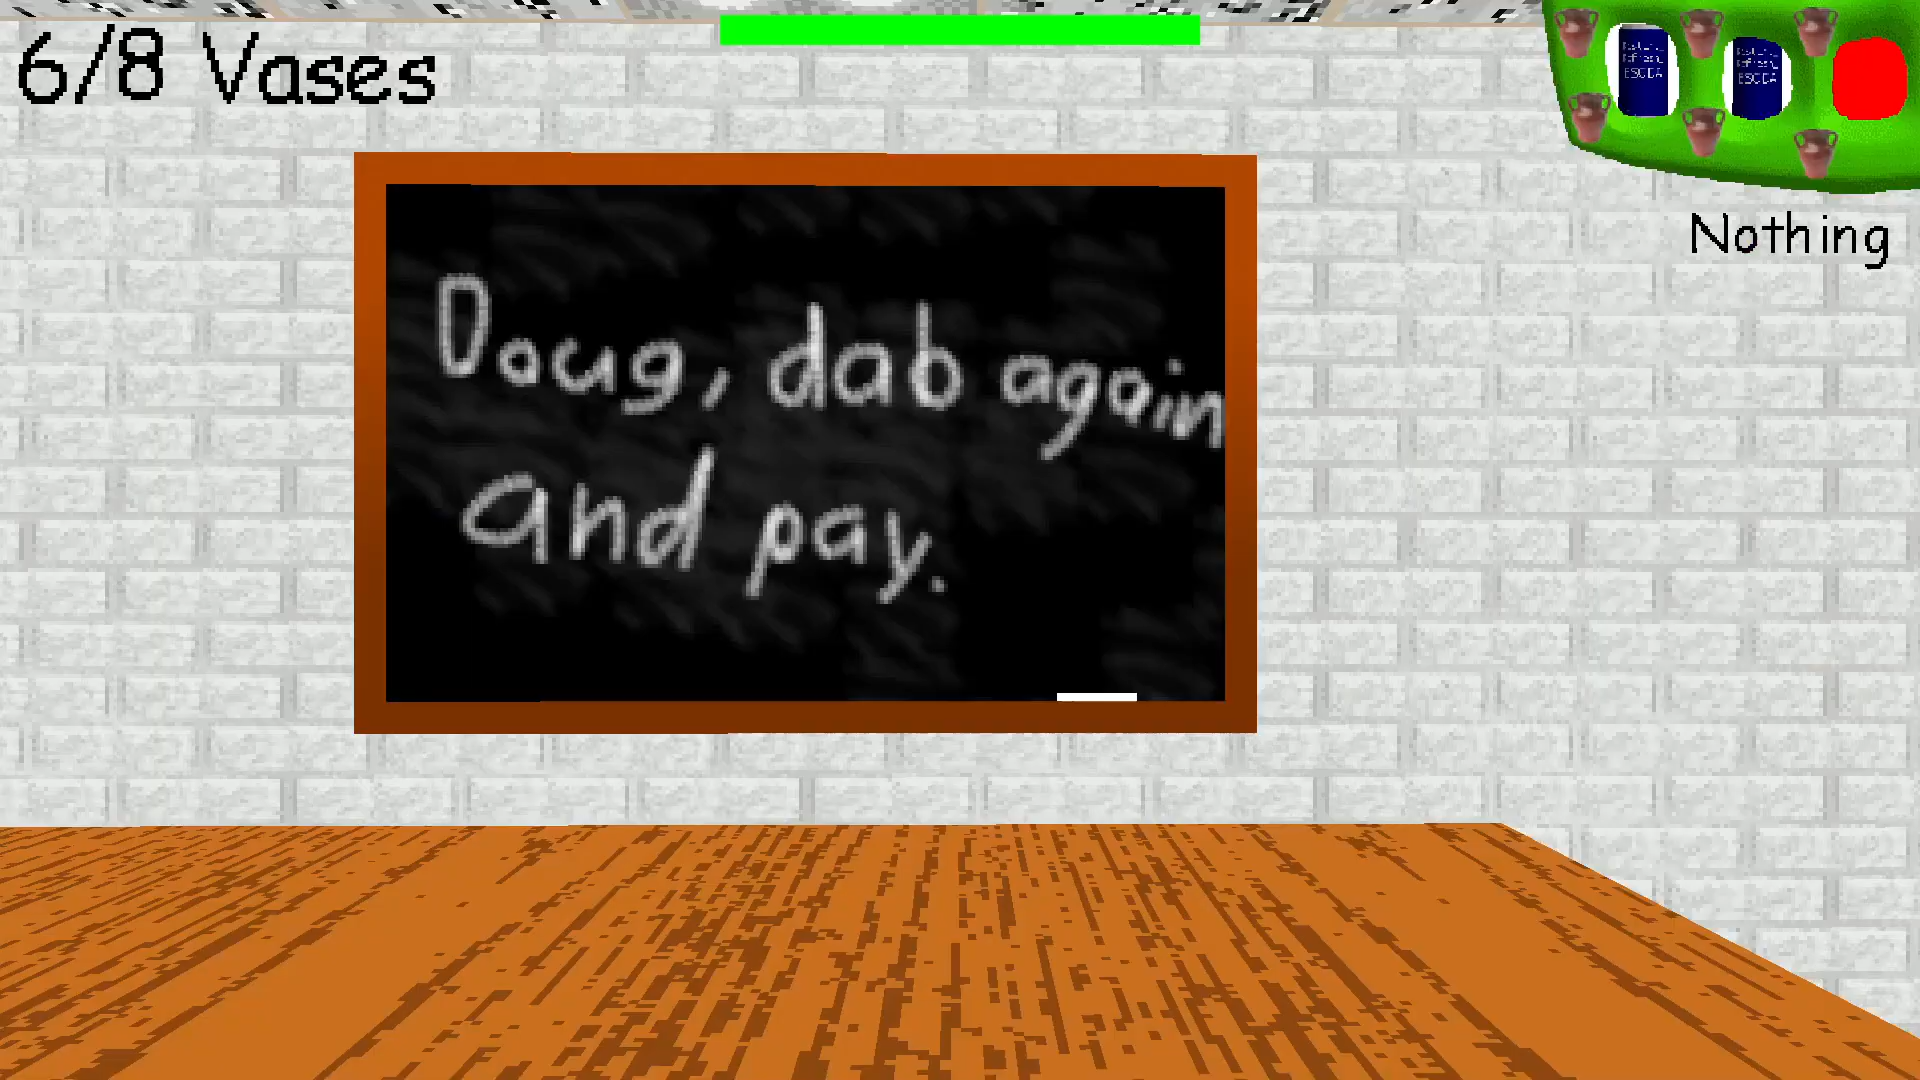 6/8 Vases
Nothing
Doug, dab again
and pay.